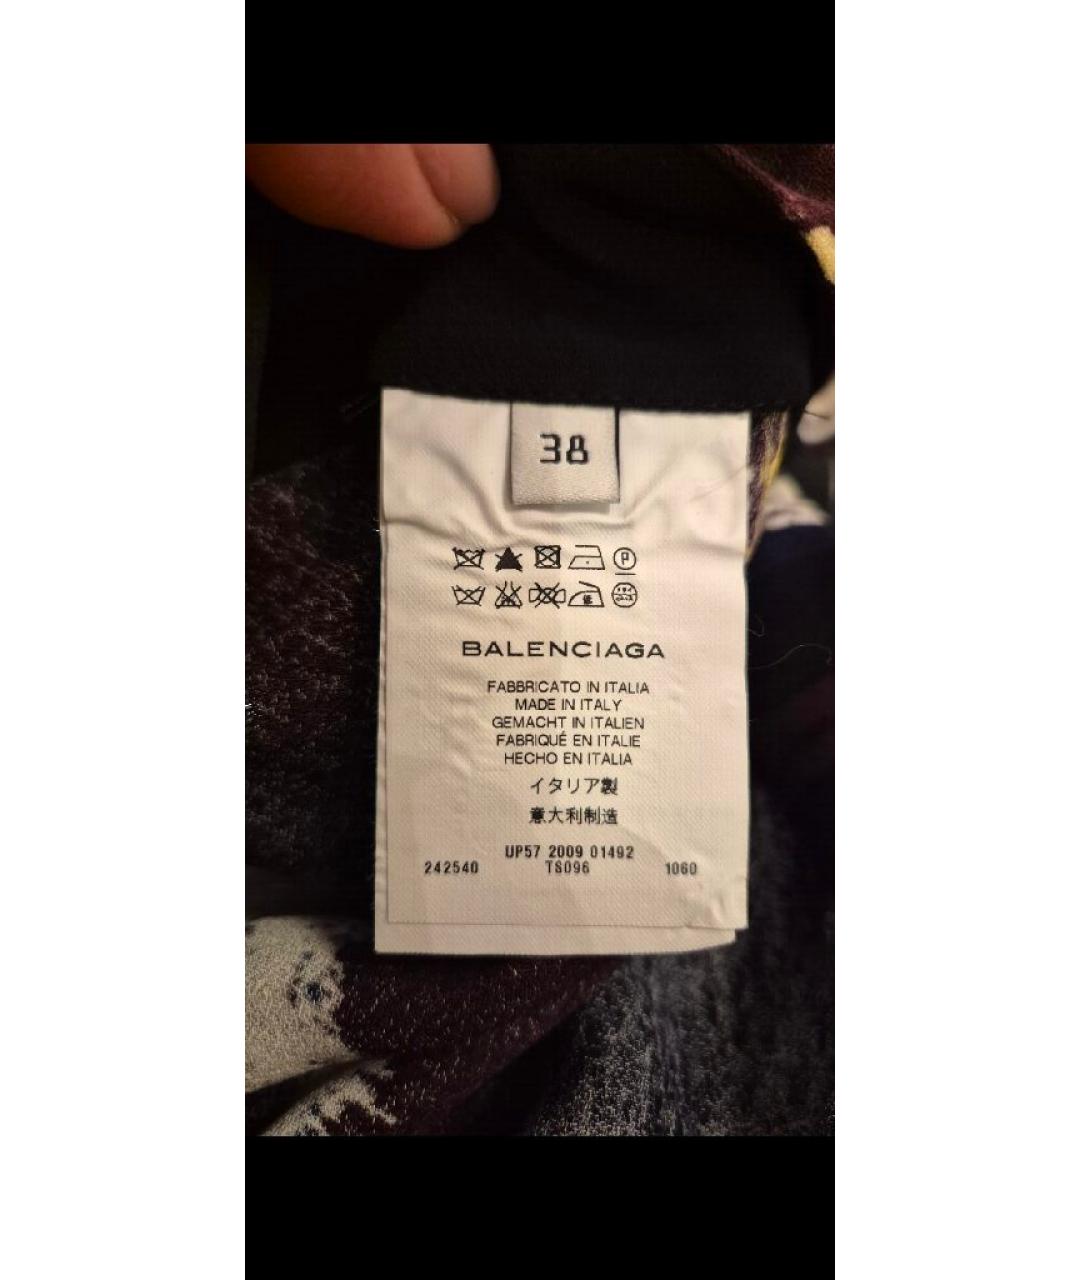 38
BALENCIAGA
FABBRICATO IN ITALIA
MADE IN ITALY
GEMACHT IN ITALIEN
FABRIQUÉ EN ITALIE
HECHO EN ITALIA
イタリア製
意大利制造
UP57 2009 01492
242540 TS096 1060